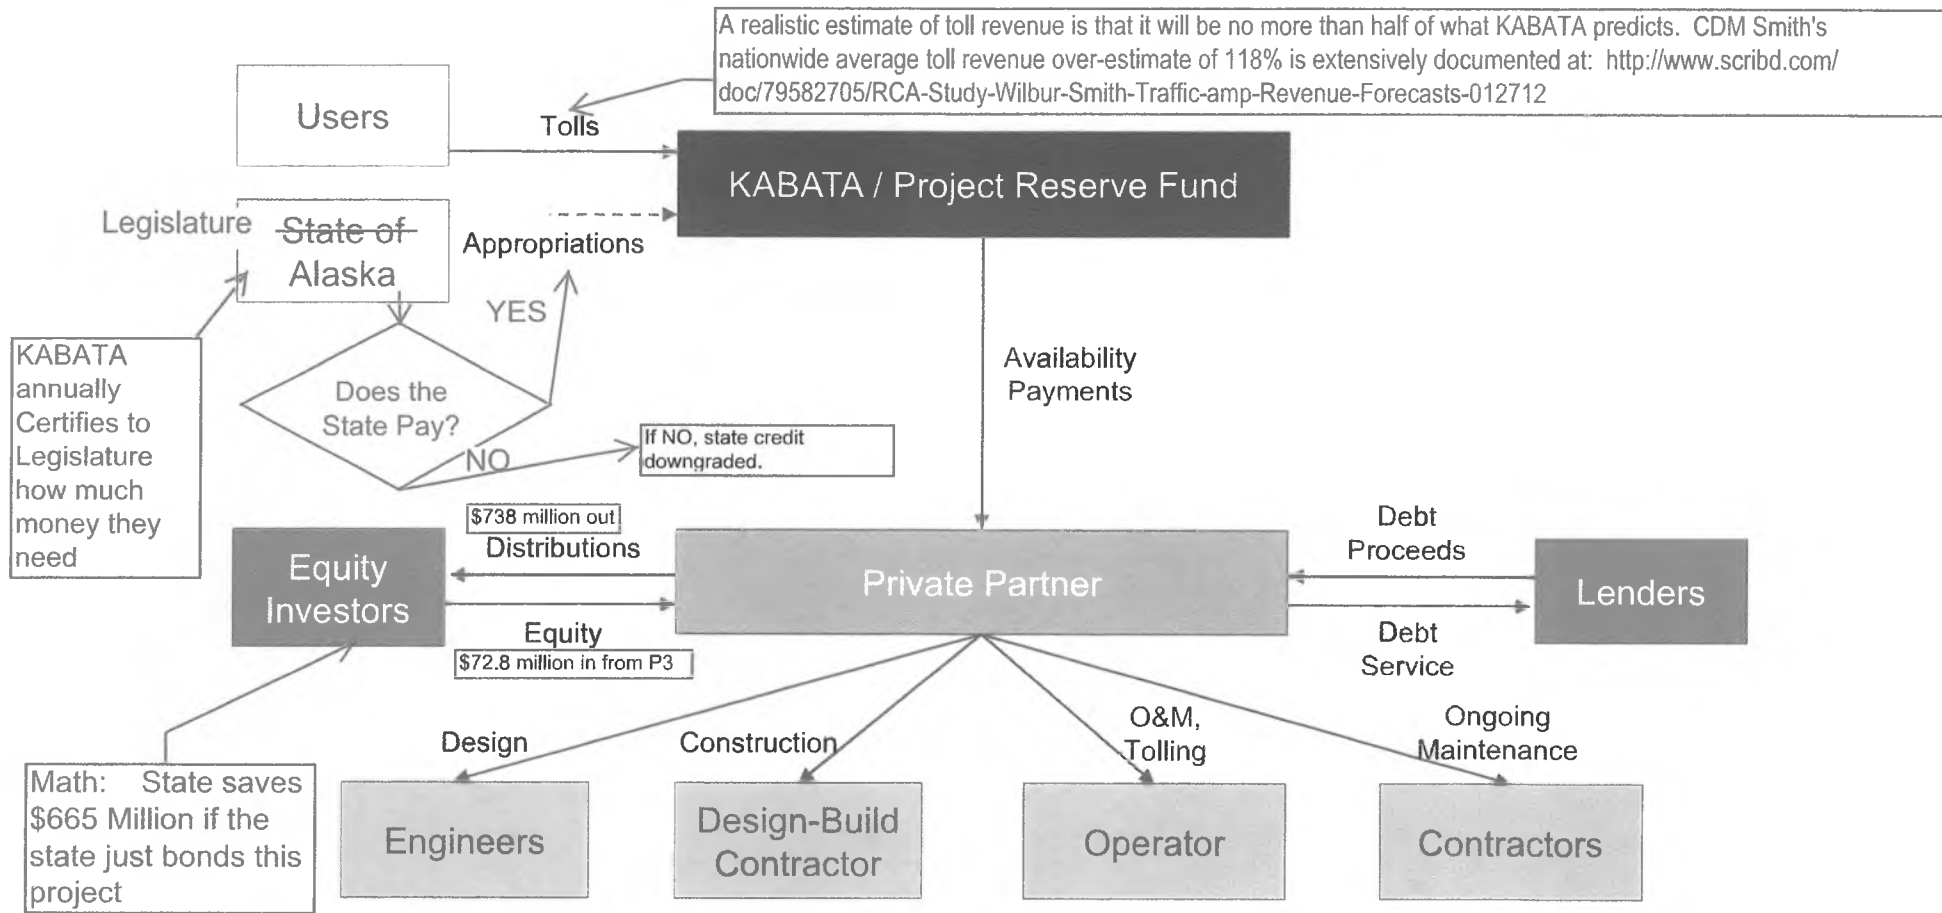 A realistic estimate of toll revenue is that it will be no more than half of what KABATA predicts.  CDM Smith's
nationwide average toll revenue over-estimate of 118% is extensively documented at:  http://www.scribd.com/
doc/79582705/RCA-Study-Wilbur-Smith-Traffic-amp-Revenue-Forecasts-012712
Users
Tolls
KABATA / Project Reserve Fund
Legislature
State of
Alaska
Appropriations
YES
KABATA
annually
Certifies to
Legislature
how much
money they
need
Does the
State Pay?
NO
If NO, state credit
downgraded.
Availability
Payments
$738 million out
Distributions
Equity
Investors
Equity
$72.8 million in from P3
Private Partner
Debt
Proceeds
Lenders
Debt
Service
Math:    State saves
$665 Million if the
state just bonds this
project
Design
Construction
O&M,
Tolling
Ongoing
Maintenance
Engineers
Design-Build
Contractor
Operator
Contractors